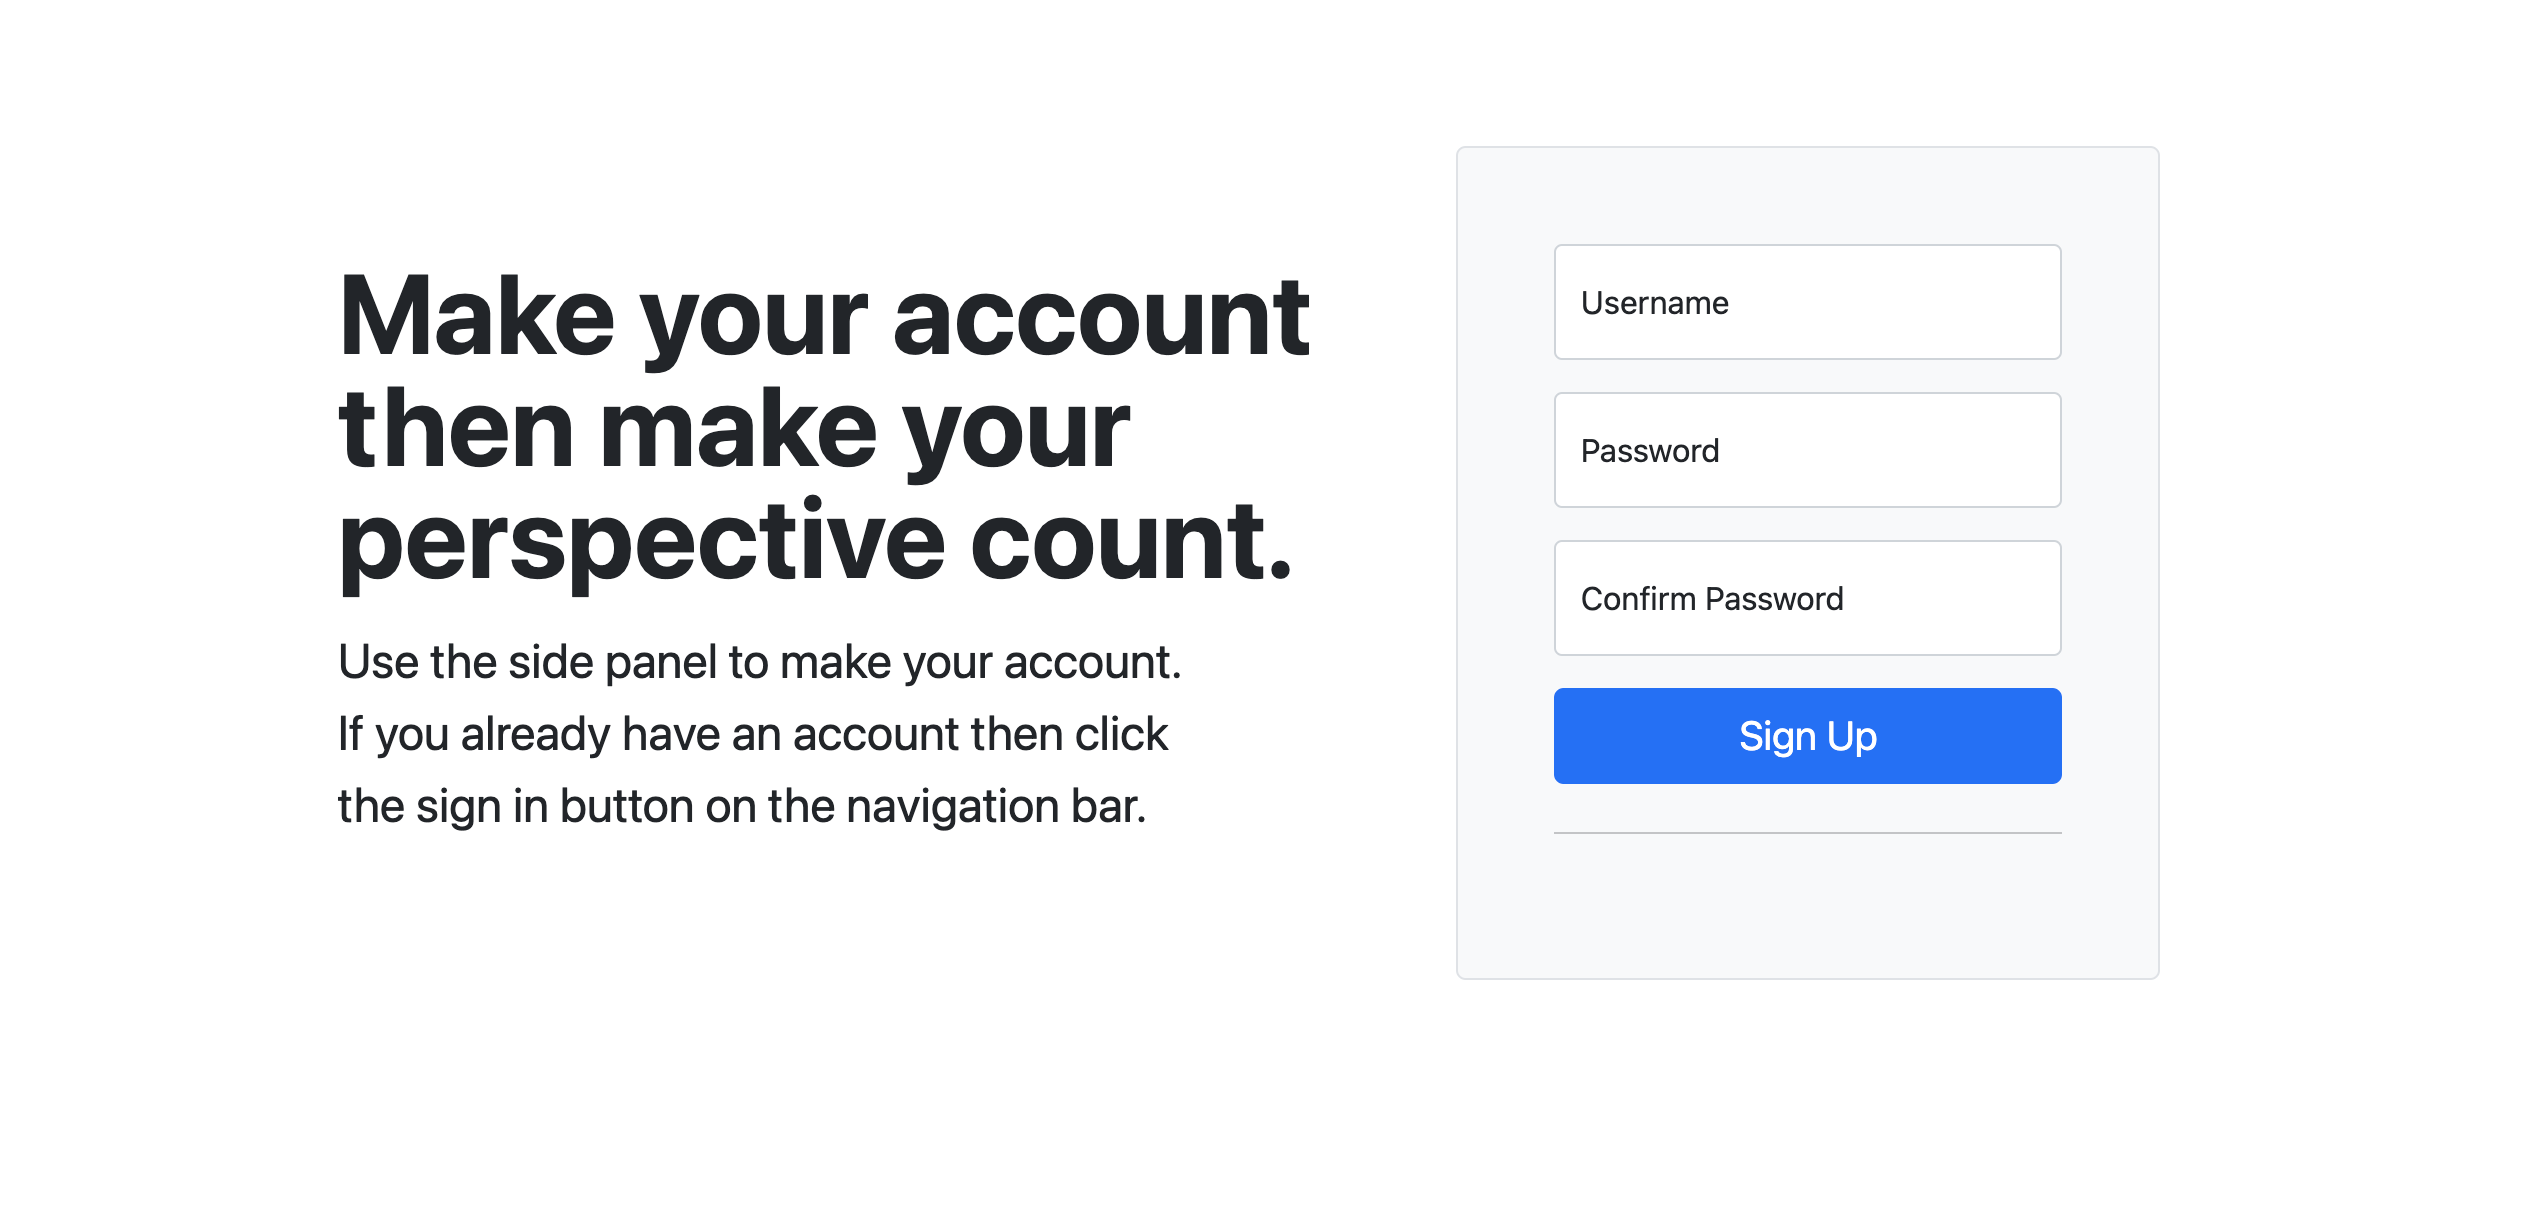 Make your account
then make your
perspective count.
Use the side panel to make your account.
If you already have an account then click
the sign in button on the navigation bar.
Username
Password
Confirm Password
Sign Up